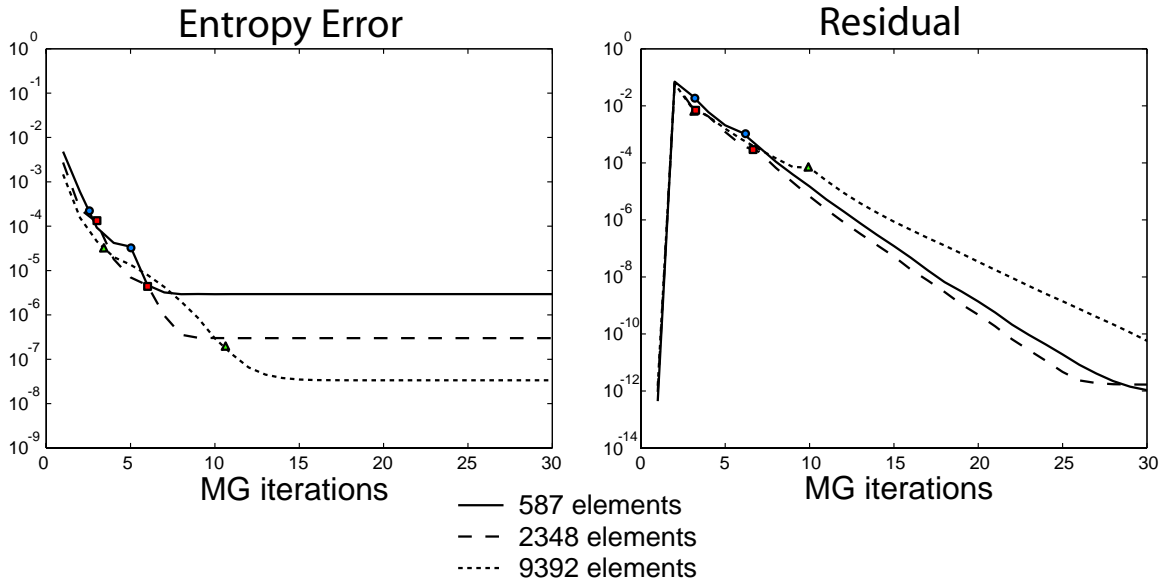 Entropy Error
10^0
10^-1
10^-2
10^-3
10^-4
10^-5
10^-6
10^-7
10^-8
10^-9
0 5 10 15 20 25 30
MG iterations
Residual
10^0
10^-2
10^-4
10^-6
10^-8
10^-10
10^-12
10^-14
0 5 10 15 20 25 30
MG iterations
587 elements
2348 elements
9392 elements